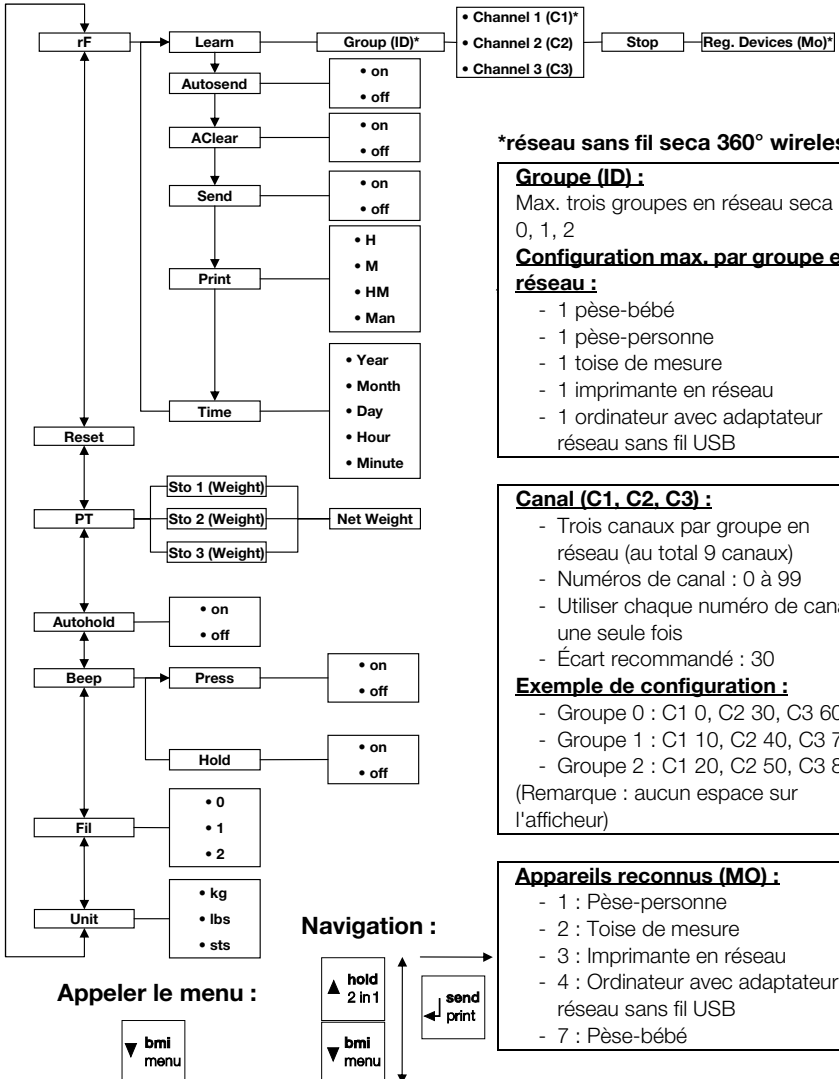 rF
Learn
Group (ID)*
• Channel 1 (C1)*
• Channel 2 (C2)
• Channel 3 (C3)
Stop
Reg. Devices (Mo)*
Autosend
• on
• off
AClear
• on
• off
Send
• on
• off
Print
• H
• M
• HM
• Man
Time
• Year
• Month
• Day
• Hour
• Minute
Reset
PT
Sto 1 (Weight)
Sto 2 (Weight)
Sto 3 (Weight)
Net Weight
Autohold
• on
• off
Beep
Press
• on
• off
Hold
• on
• off
Fil
• 0
• 1
• 2
Unit
• kg
• lbs
• sts
Appeler le menu :
bmi
menu
Navigation :
hold
2 in 1
bmi
menu
send
print
*réseau sans fil seca 360° wireles
Groupe (ID) :
Max. trois groupes en réseau seca
0, 1, 2
Configuration max. par groupe e
réseau :
- 1 pèse-bébé
- 1 pèse-personne
- 1 toise de mesure
- 1 imprimante en réseau
- 1 ordinateur avec adaptateur
réseau sans fil USB
Canal (C1, C2, C3) :
- Trois canaux par groupe en
réseau (au total 9 canaux)
- Numéros de canal : 0 à 99
- Utiliser chaque numéro de cana
une seule fois
- Écart recommandé : 30
Exemple de configuration :
- Groupe 0 : C1 0, C2 30, C3 60
- Groupe 1 : C1 10, C2 40, C3 7
- Groupe 2 : C1 20, C2 50, C3 8
(Remarque : aucun espace sur
l'afficheur)
Appareils reconnus (MO) :
- 1 : Pèse-personne
- 2 : Toise de mesure
- 3 : Imprimante en réseau
- 4 : Ordinateur avec adaptateur
réseau sans fil USB
- 7 : Pèse-bébé